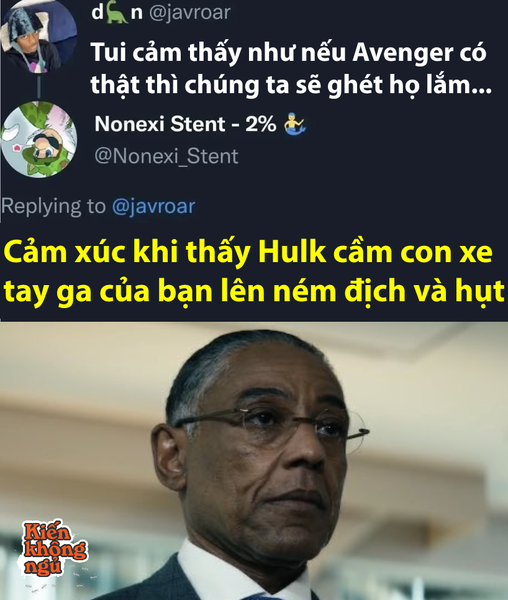 d🦕n @javroar
Tui cảm thấy như nếu Avenger có
thật thì chúng ta sẽ ghét họ lắm...
Nonexi Stent - 2% 🧞‍♂️
@Nonexi_Stent
Replying to @javroar
Cảm xúc khi thấy Hulk cầm con xe
tay ga của bạn lên ném địch và hụt
Kiến
không
ngủ